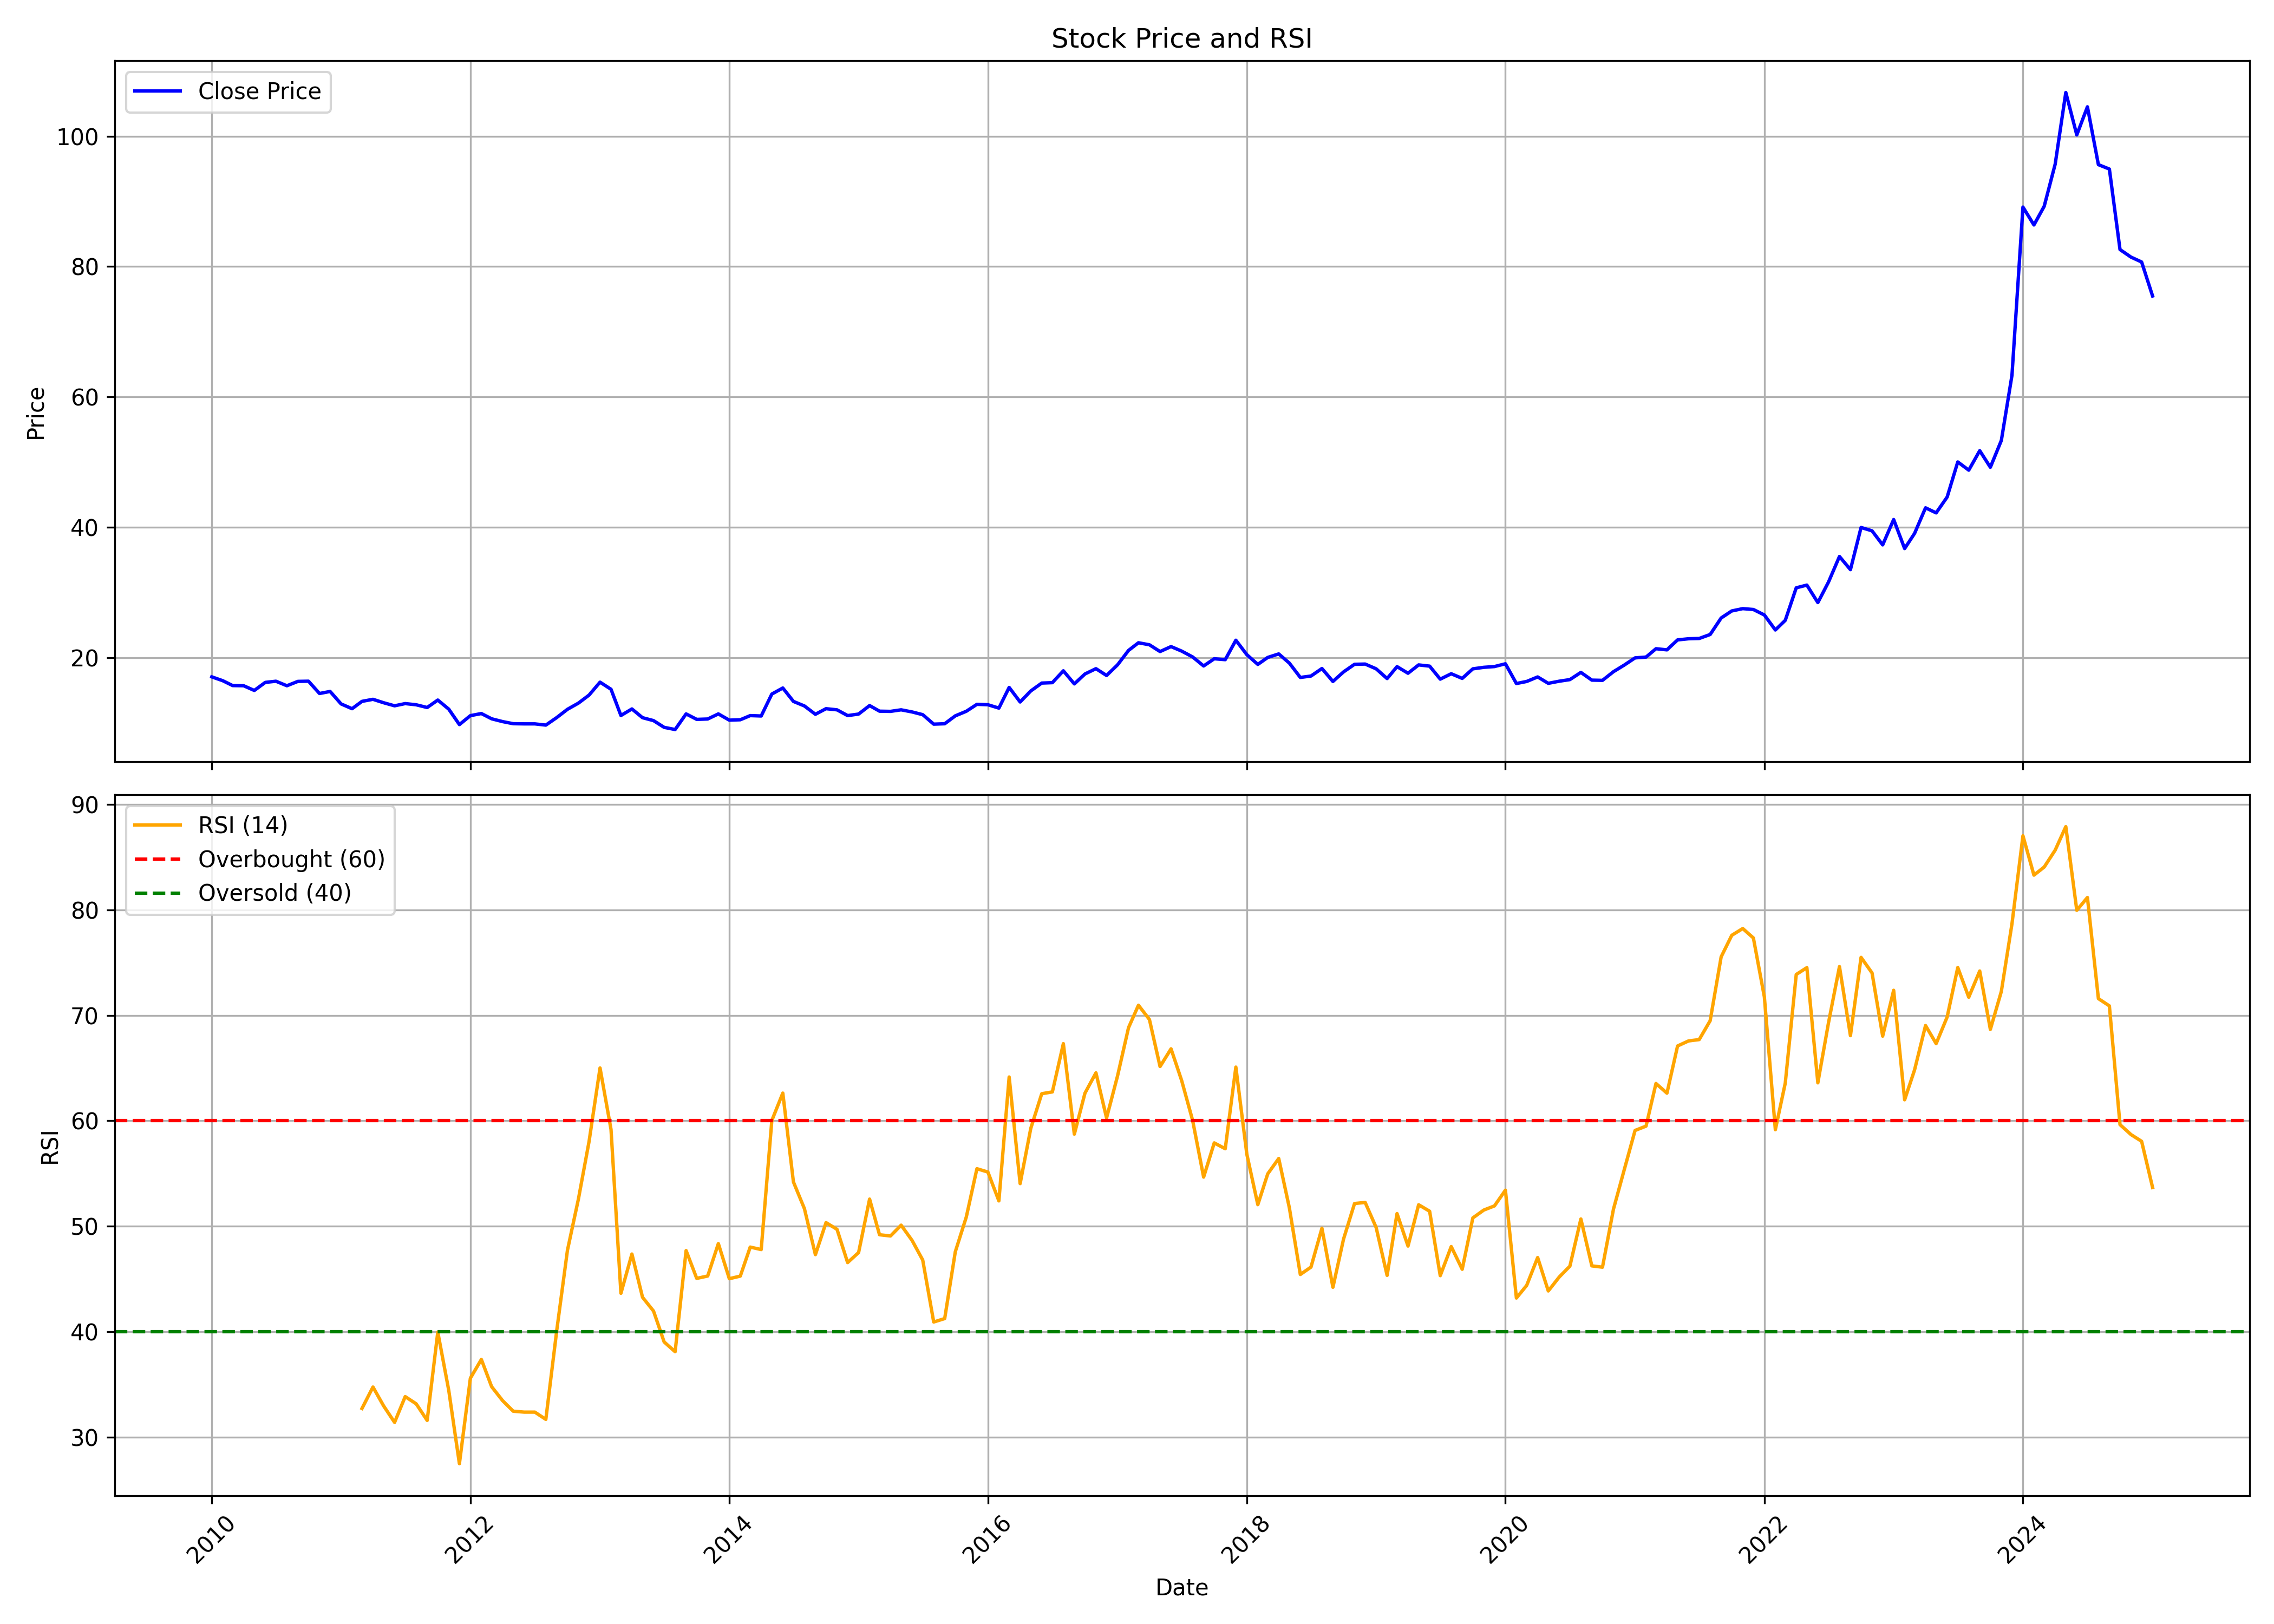 Stock Price and RSI
Close Price
100
80
60
40
20
Price
RSI (14)
Overbought (60)
Oversold (40)
90
80
70
60
50
40
30
RSI
2010
2012
2014
2016
2018
2020
2022
2024
Date